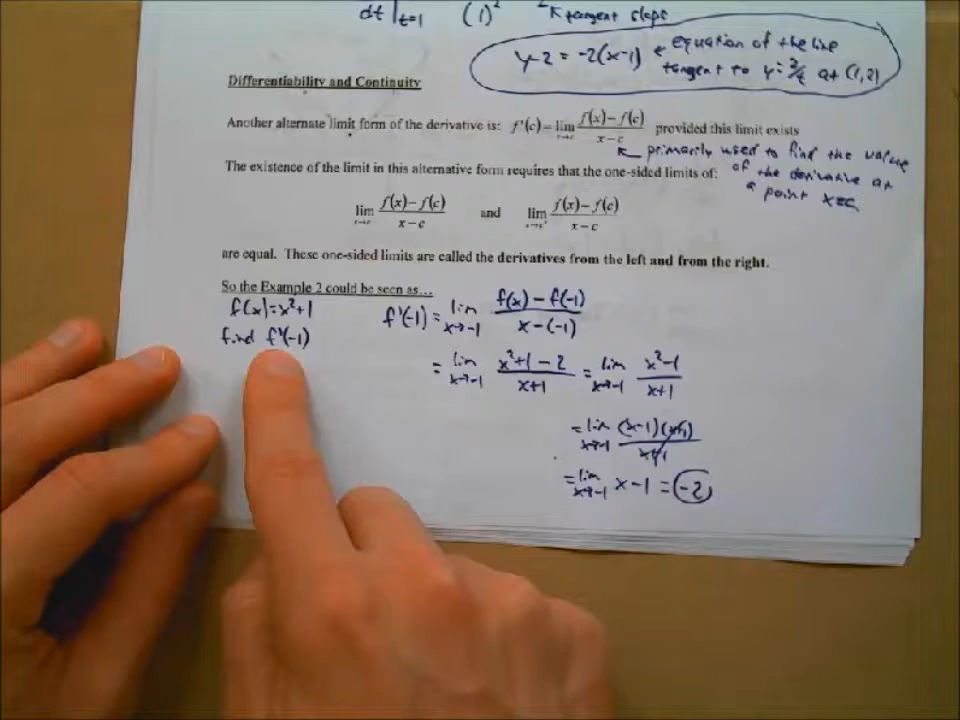 dt |t=1 (1)² tangent slope
y-2 = -2(x-1) ← equation of the line
tangent to y=2/t at (1,2)
Differentiability and Continuity
Another alternate limit form of the derivative is: f'(c) = lim x→c (f(x) – f(c))/(x – c) provided this limit exists
primarily used to find the value
of the derivative at
a point x=c
The existence of the limit in this alternative form requires that the one-sided limits of:
lim (f(x) – f(c))/(x – c) and lim (f(x) – f(c))/(x – c)
are equal. These one-sided limits are called the derivatives from the left and from the right.
So the Example 2 could be seen as…
f(x)=x²+1
find f'(-1)
f'(-1) = lim x→-1 (f(x) - f(-1))/(x-(-1))
= lim x→-1 (x²+1-2)/(x+1) = lim x→-1 (x²-1)/(x+1)
= lim x→-1 (x-1)(x+1)/(x+1)
= lim x→-1 x-1 = -2